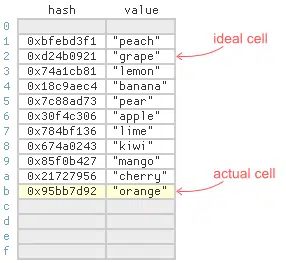 hash value
0
1 0xbfebd3f1 "peach"
2 0xd24b0921 "grape"
3 0x74a1cb81 "lemon"
4 0x18c9aec4 "banana"
5 0x7c88ad73 "pear"
6 0x30f4c306 "apple"
7 0x784bf136 "lime"
8 0x674a0243 "kiwi"
9 0x85f0b427 "mango"
a 0x21727956 "cherry"
b 0x95bb7d92 "orange"
c
d
e
f
ideal cell
actual cell